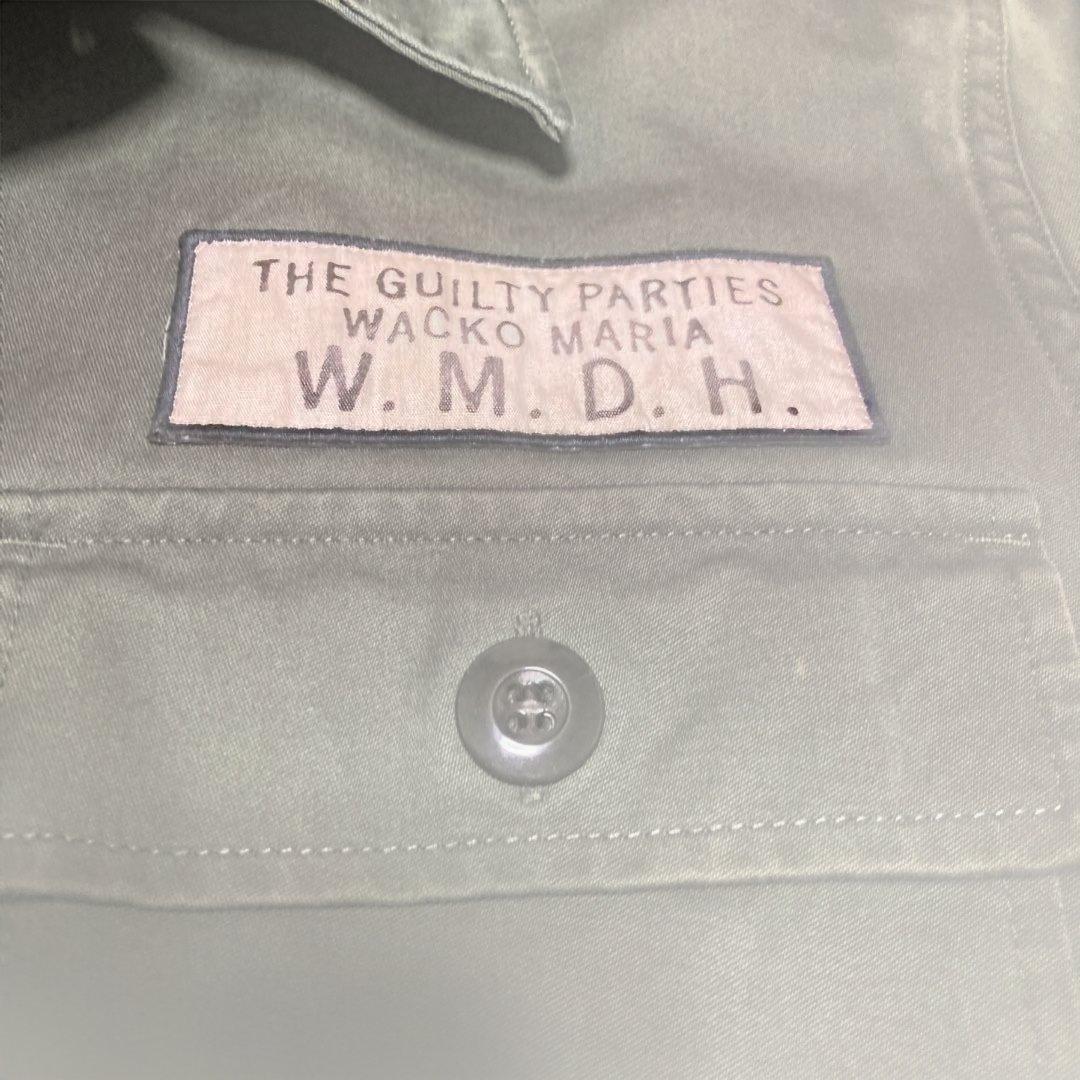 THE GUILTY PARTIES
WACKO MARIA
W. M. D. H.